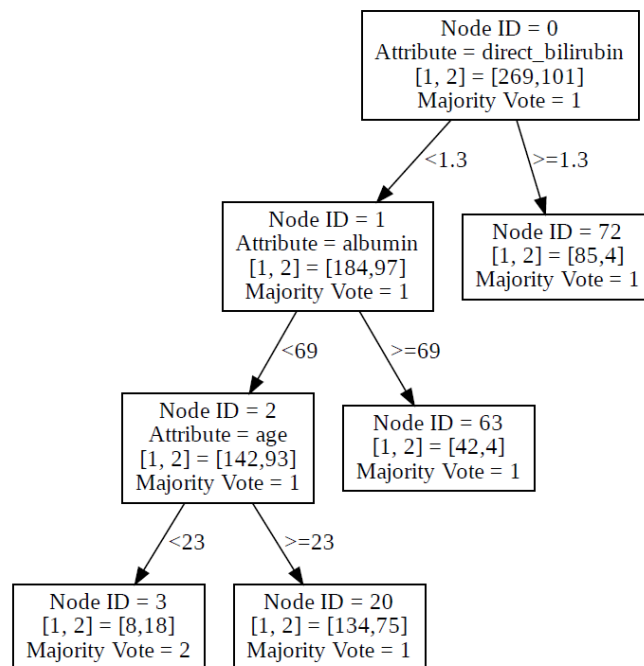 Node ID = 0
Attribute = direct_bilirubin
[1, 2] = [269,101]
Majority Vote = 1
<1.3
>=1.3
Node ID = 1
Attribute = albumin
[1, 2] = [184,97]
Majority Vote = 1
Node ID = 72
[1, 2] = [85,4]
Majority Vote = 1
<69
>=69
Node ID = 2
Attribute = age
[1, 2] = [142,93]
Majority Vote = 1
Node ID = 63
[1, 2] = [42,4]
Majority Vote = 1
<23
>=23
Node ID = 3
[1, 2] = [8,18]
Majority Vote = 2
Node ID = 20
[1, 2] = [134,75]
Majority Vote = 1